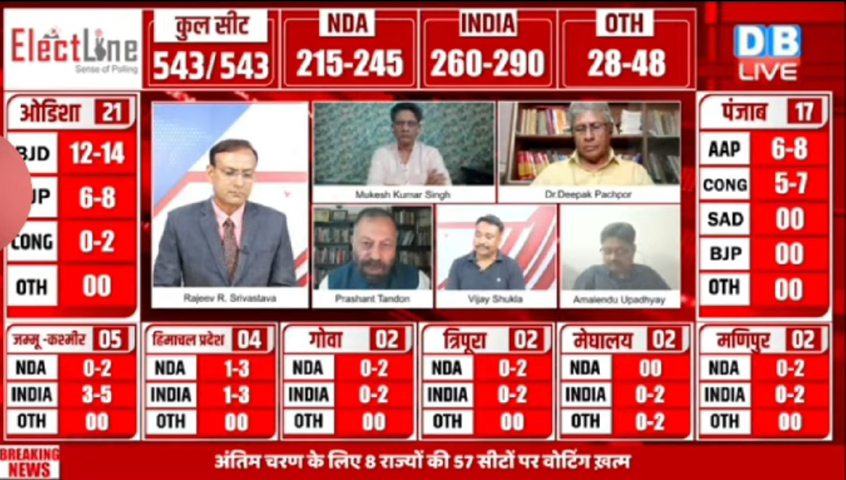 ElectLine
Sense of Polling
कुल सीट
543/543
NDA
215-245
INDIA
260-290
OTH
28-48
DB
LIVE
ओडिशा 21
BJD 12-14
JP 6-8
CONG 0-2
OTH 00
Mukesh Kumar Singh
Dr.Deepak Pachpor
Rajeev R. Srivastava
Prashant Tandon
Vijay Shukla
Amalendu Upadhyay
पंजाब 17
AAP 6-8
CONG 5-7
SAD 00
BJP 00
OTH 00
जम्मू -कश्मीर 05
NDA 0-2
INDIA 3-5
OTH 00
हिमाचल प्रदेश 04
NDA 1-3
INDIA 1-3
OTH 00
गोवा 02
NDA 0-2
INDIA 0-2
OTH 00
त्रिपूरा 02
NDA 0-2
INDIA 0-2
OTH 00
मेघालय 02
NDA 00
INDIA 0-2
OTH 0-2
मणिपुर 02
NDA 0-2
INDIA 0-2
OTH 00
BREAKING
NEWS
अंतिम चरण के लिए 8 राज्यों की 57 सीटों पर वोटिंग ख़त्म